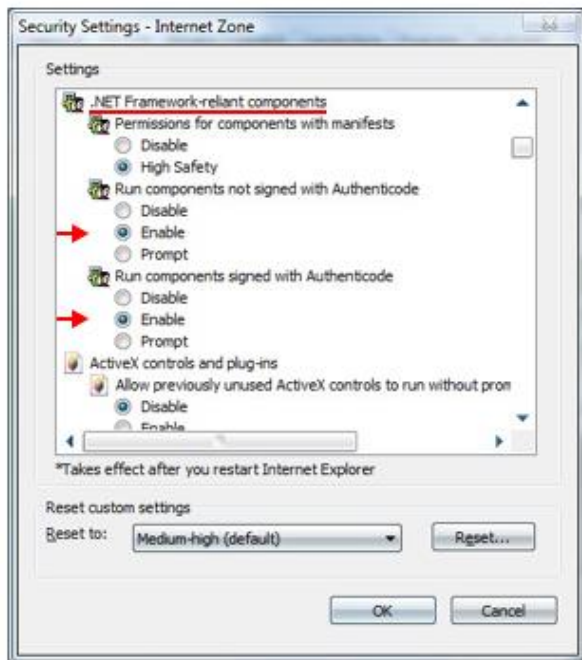 Security Settings - Internet Zone
Settings
.NET Framework-reliant components
Permissions for components with manifests
Disable
High Safety
Run components not signed with Authenticode
Disable
Enable
Prompt
Run components signed with Authenticode
Disable
Enable
Prompt
ActiveX controls and plug-ins
Allow previously unused ActiveX controls to run without pron
Disable
Enable
*Takes effect after you restart Internet Explorer
Reset custom settings
Reset to:
Medium-high (default)
Reset...
OK
Cancel